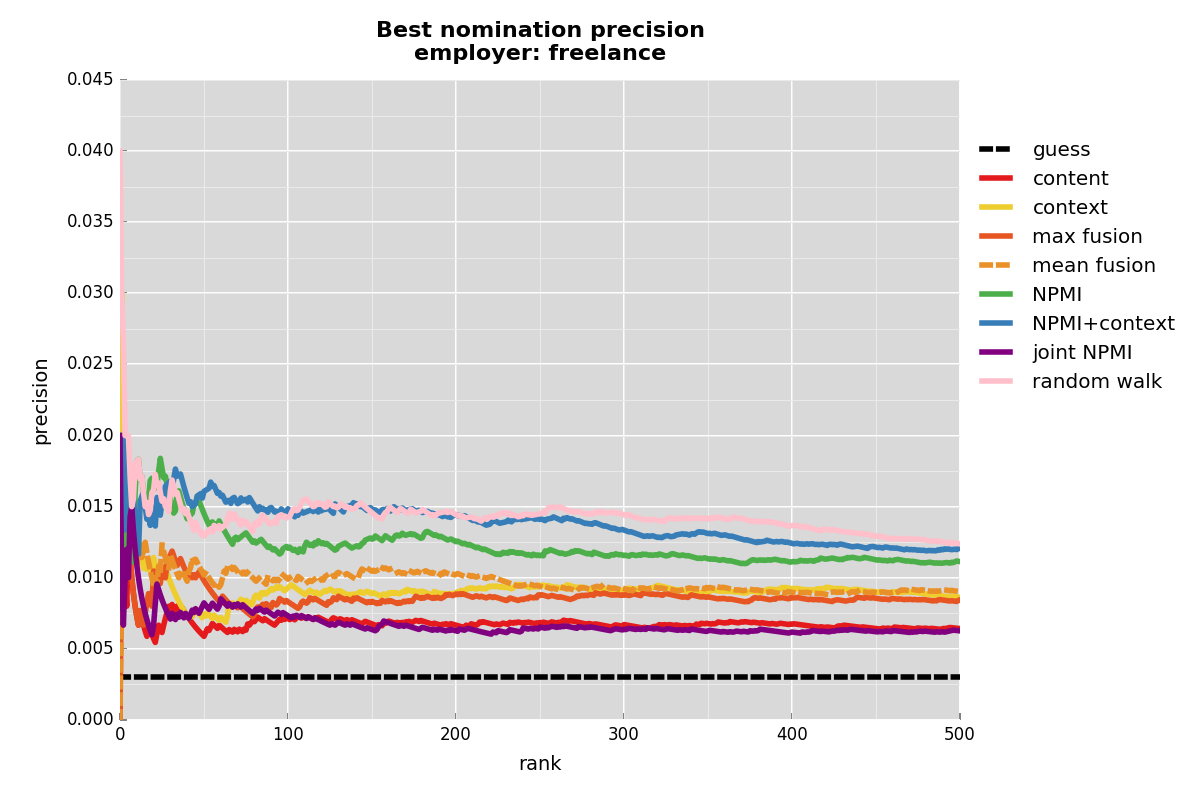 Best nomination precision
employer: freelance
precision
0.045
0.040
0.035
0.030
0.025
0.020
0.015
0.010
0.005
0.000
0
100
200
300
400
500
rank
guess
content
context
max fusion
mean fusion
NPMI
NPMI+context
joint NPMI
random walk